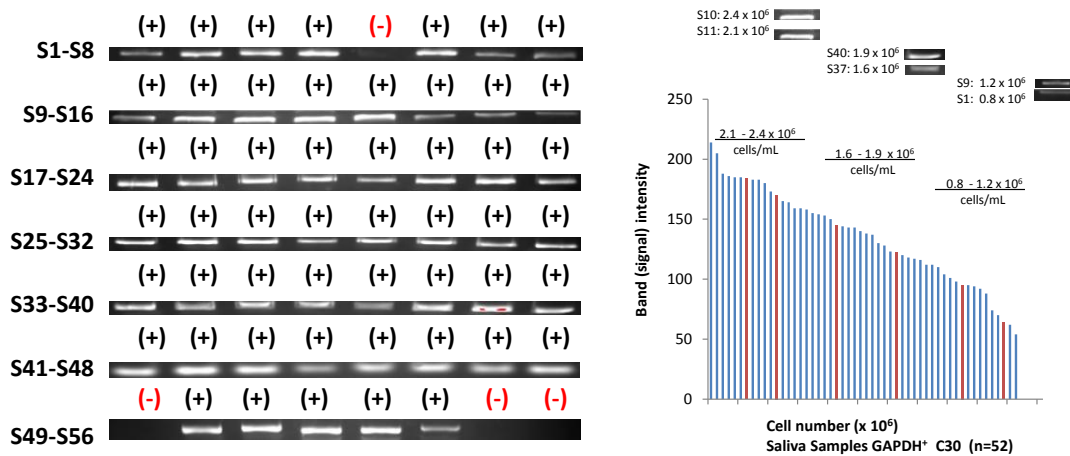 (+) (+) (+) (+) (-) (+) (+) (+)
S1-S8
(+) (+) (+) (+) (+) (+) (+) (+)
S9-S16
(+) (+) (+) (+) (+) (+) (+) (+)
S17-S24
(+) (+) (+) (+) (+) (+) (+) (+)
S25-S32
(+) (+) (+) (+) (+) (+) (+) (+)
S33-S40
(+) (+) (+) (+) (+) (+) (+) (+)
S41-S48
(-) (+) (+) (+) (+) (+) (-) (-)
S49-S56
S10: 2.4 x 10⁶
S11: 2.1 x 10⁶
S40: 1.9 x 10⁶
S37: 1.6 x 10⁶
S9: 1.2 x 10⁶
S1: 0.8 x 10⁶
250
200
150
100
50
0
Band (signal) intensity
2.1 - 2.4 x 10⁶
cells/mL
1.6 - 1.9 x 10⁶
cells/mL
0.8 - 1.2 x 10⁶
cells/mL
Cell number (x 10⁶)
Saliva Samples GAPDH⁺ C30 (n=52)